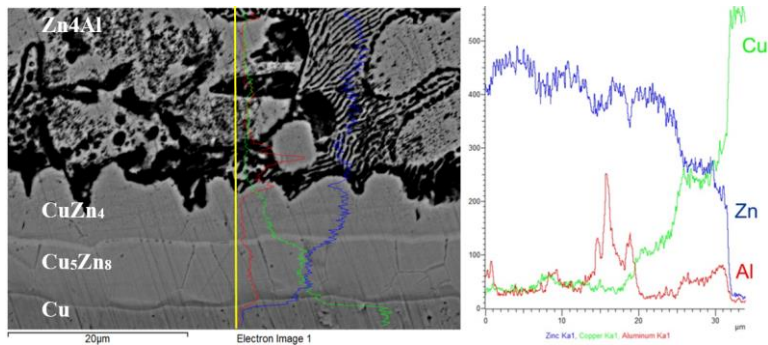 Zn4Al
CuZn₄
Cu₅Zn₈
Cu
20µm
Electron Image 1
500
400
300
200
100
0
Cu
Zn
Al
0
10
20
30
µm
Zinc Ka1, Copper Ka1, Aluminum Ka1